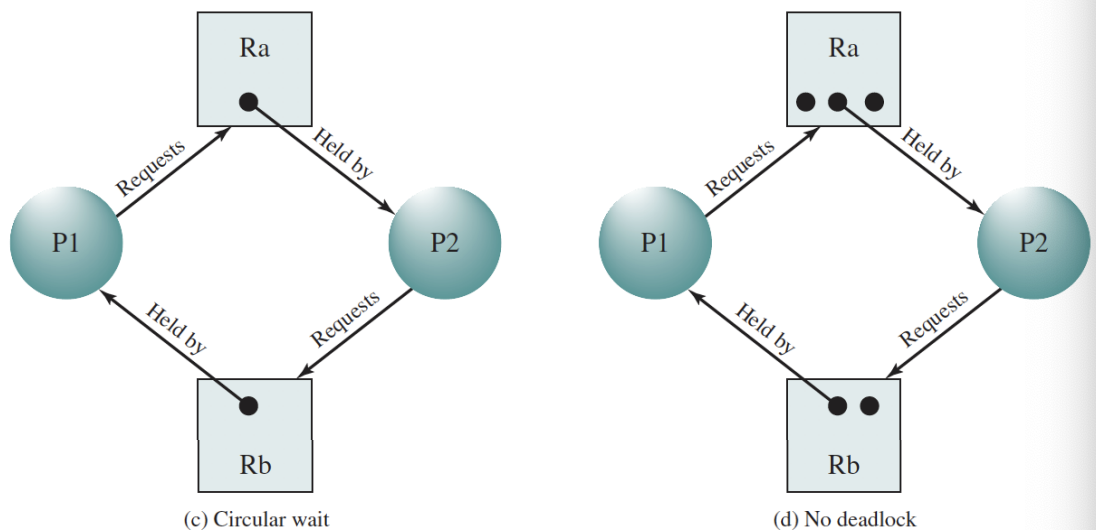 Ra
Requests
Held by
P1
P2
Held by
Requests
Rb
(c) Circular wait
Ra
Requests
Held by
P1
P2
Held by
Requests
Rb
(d) No deadlock